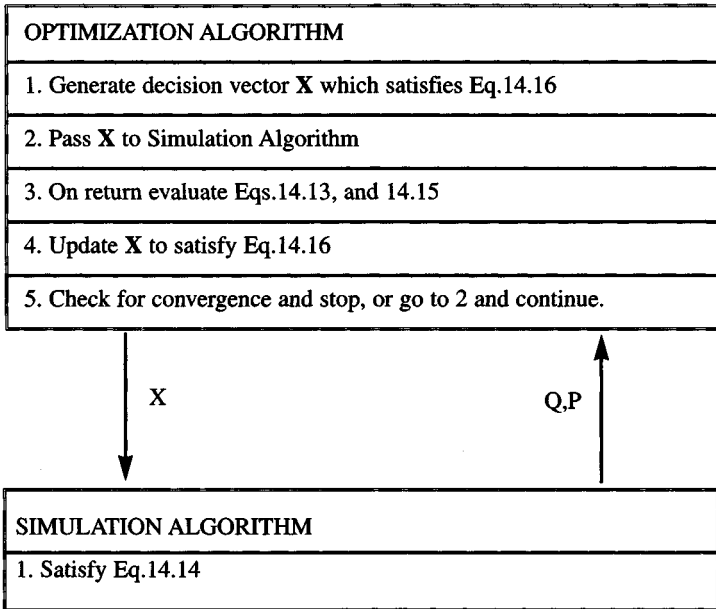 OPTIMIZATION ALGORITHM
1. Generate decision vector X which satisfies Eq.14.16
2. Pass X to Simulation Algorithm
3. On return evaluate Eqs.14.13, and 14.15
4. Update X to satisfy Eq.14.16
5. Check for convergence and stop, or go to 2 and continue.
X
Q,P
SIMULATION ALGORITHM
1. Satisfy Eq.14.14